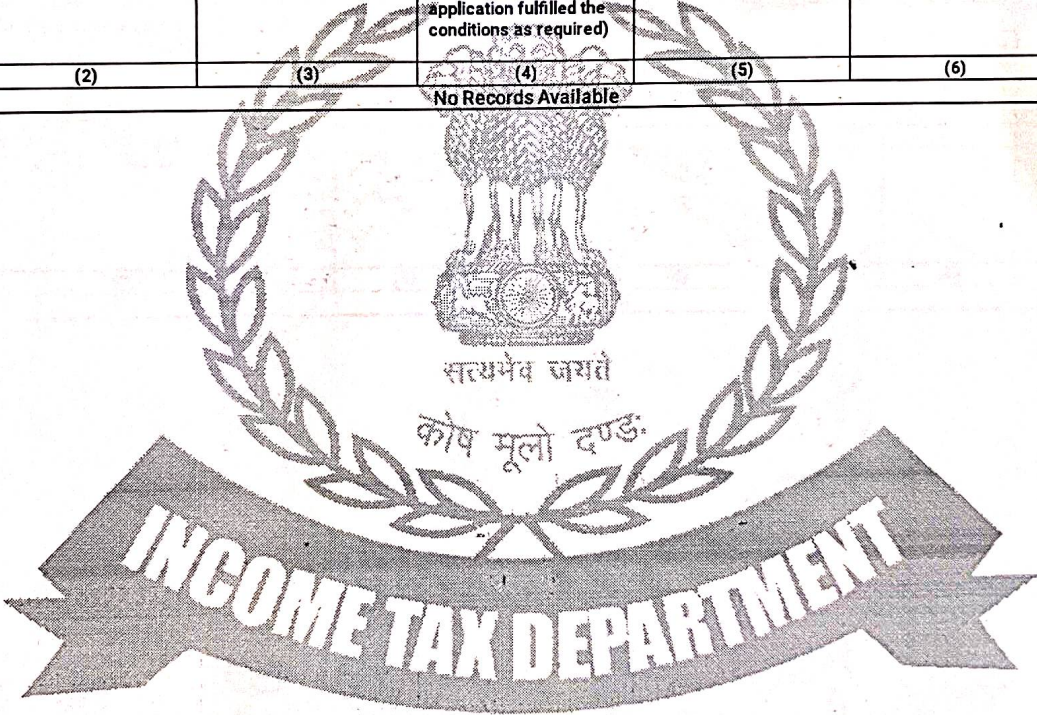 application fulfilled the
conditions as required)
(2) (3) (4) (5) (6)
No Records Available
सत्यमेव जयते
कोष मूलो दण्डः
INCOME TAX DEPARTMENT